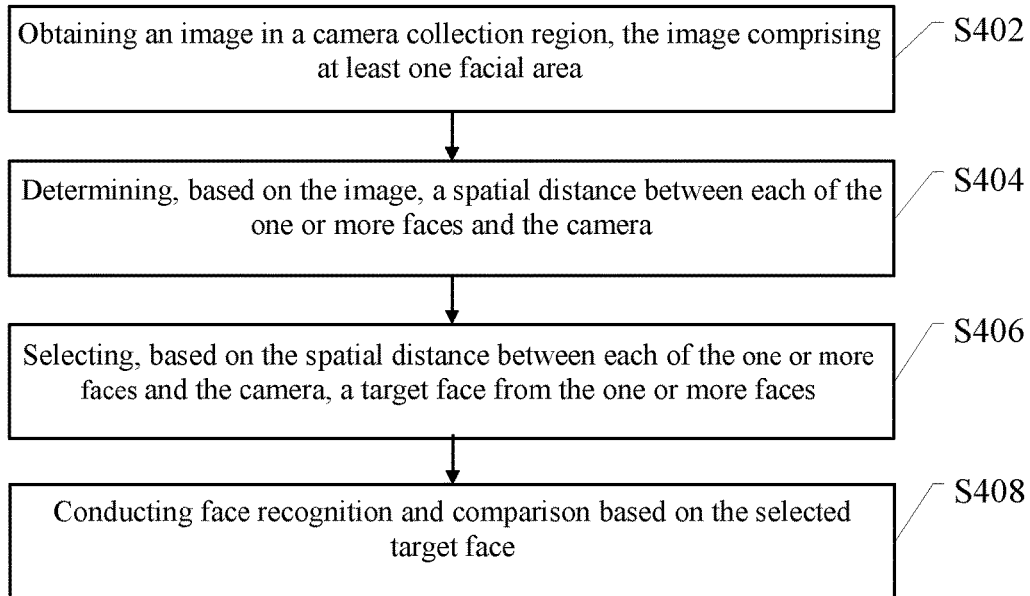 Obtaining an image in a camera collection region, the image comprising
at least one facial area
S402
Determining, based on the image, a spatial distance between each of the
one or more faces and the camera
S404
Selecting, based on the spatial distance between each of the one or more
faces and the camera, a target face from the one or more faces
S406
Conducting face recognition and comparison based on the selected
target face
S408